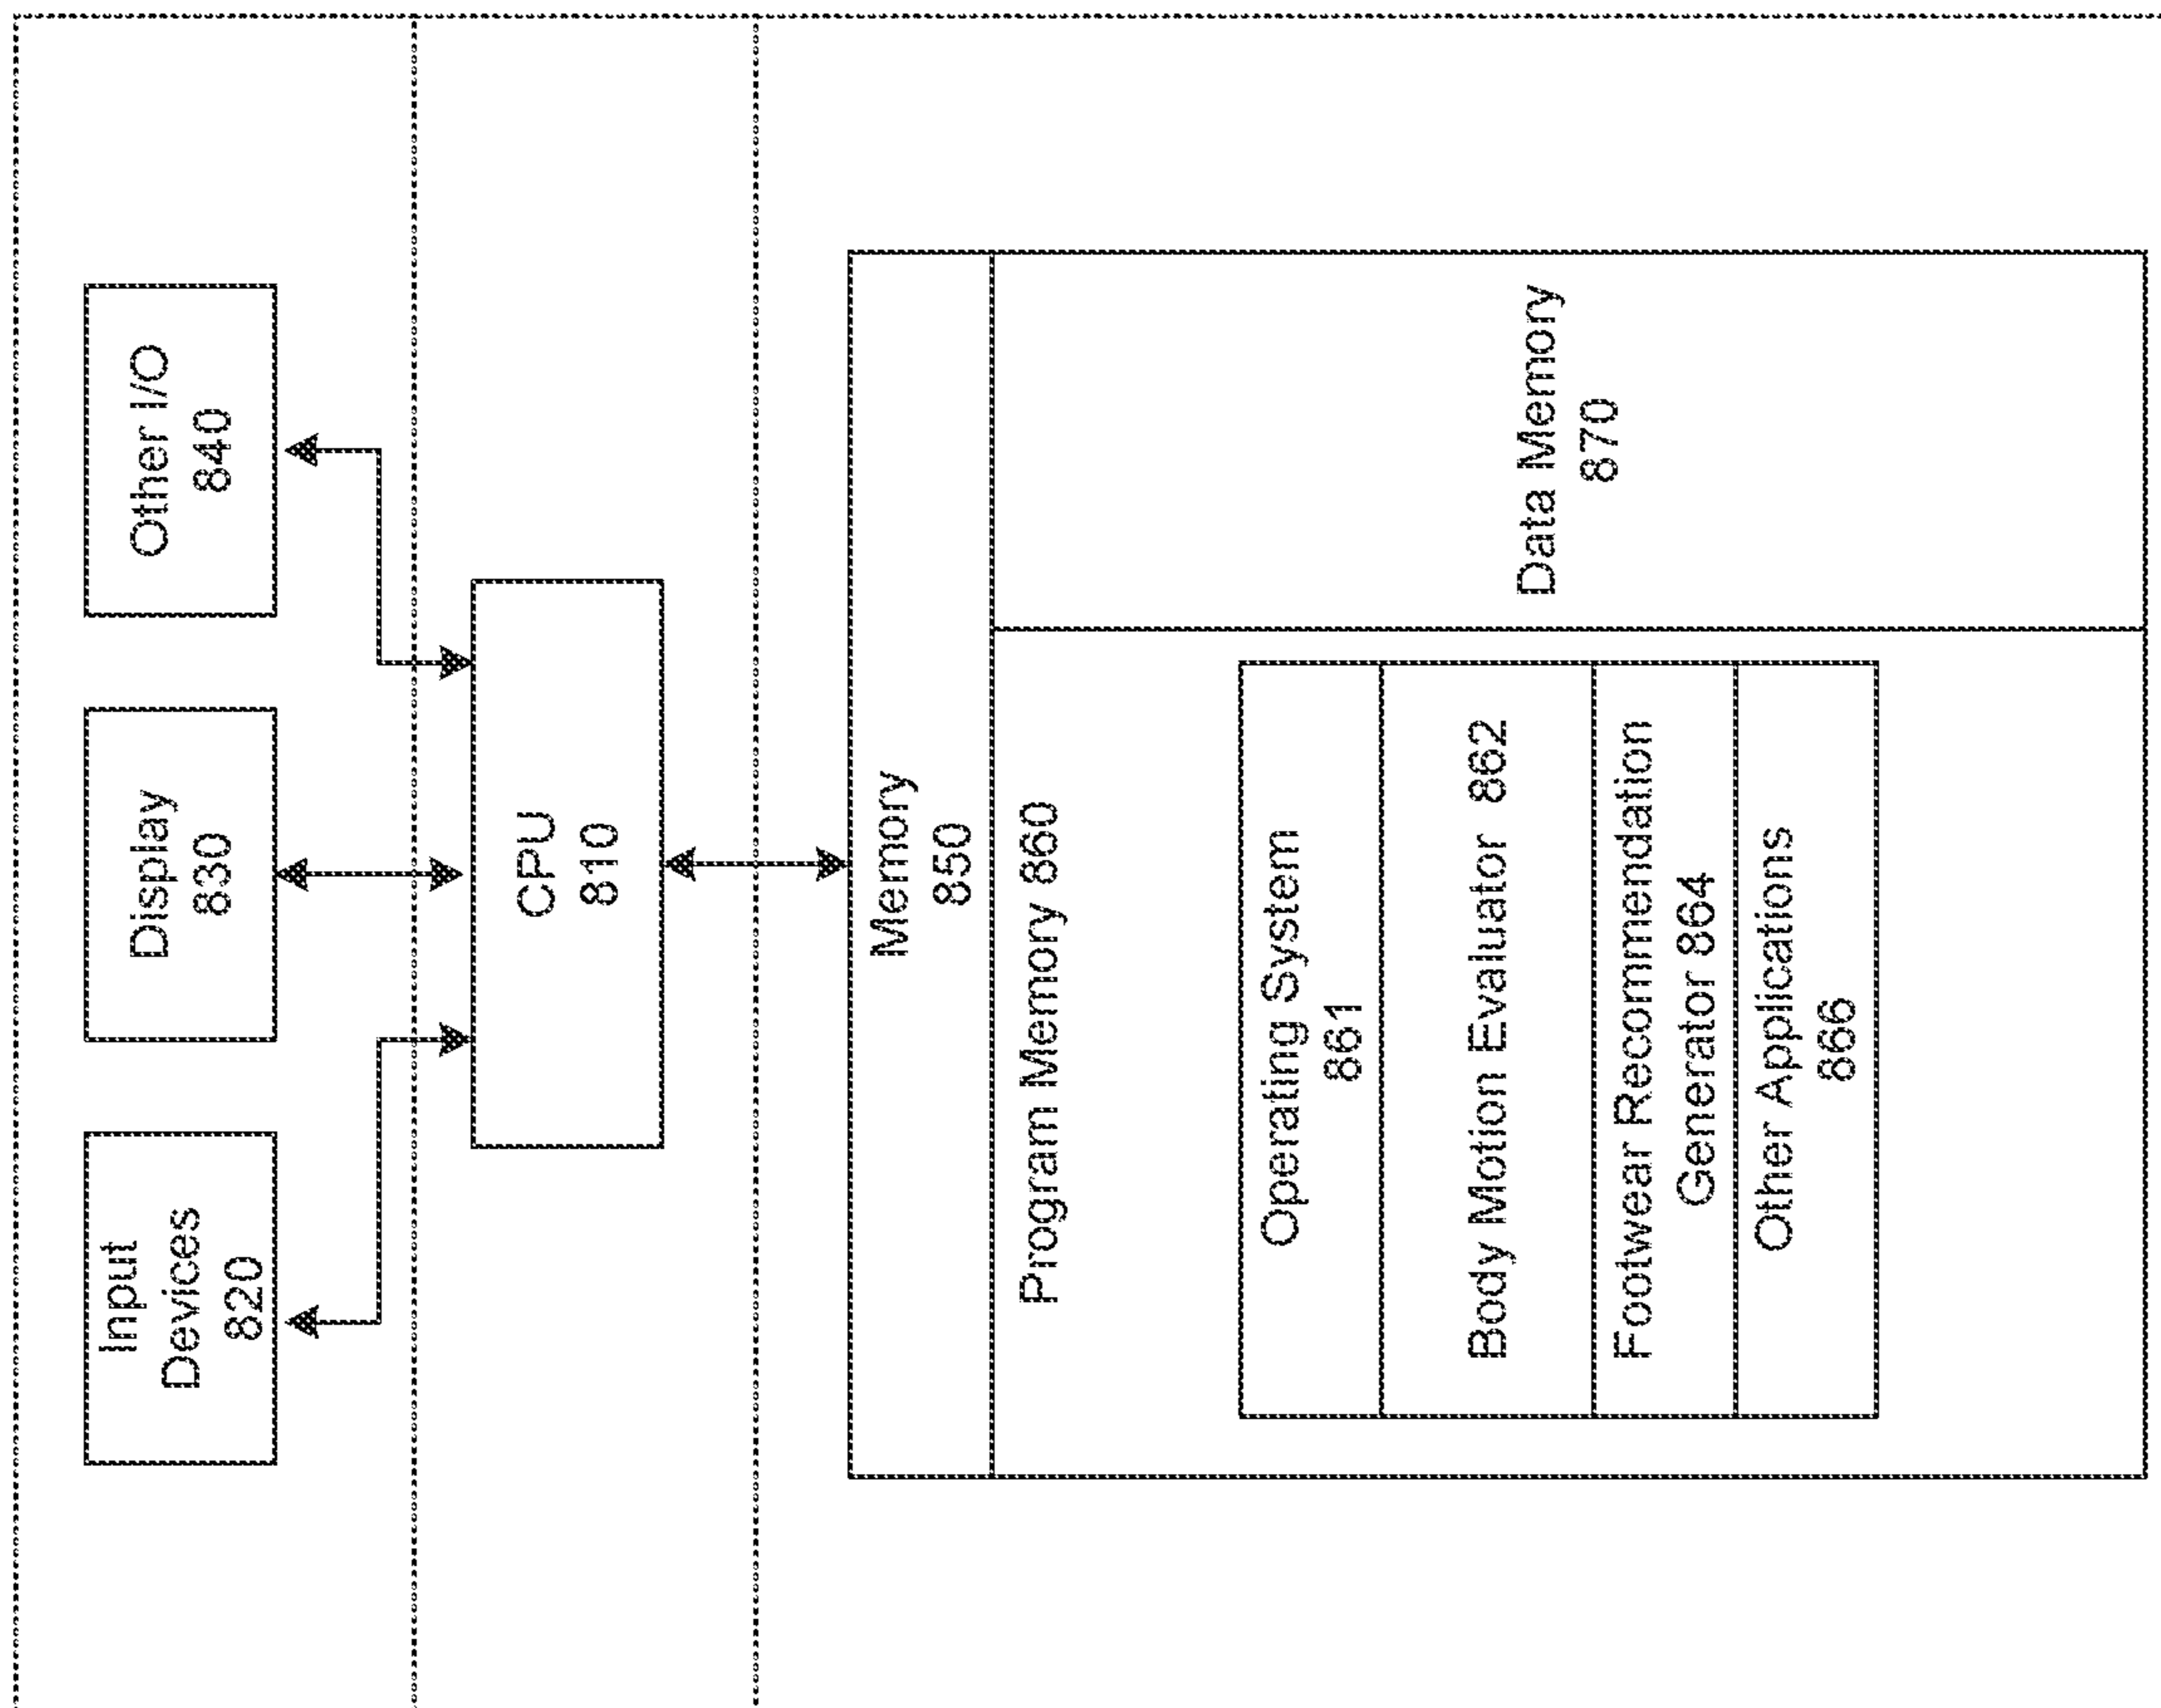 Input
Devices
820
Display
830
Other I/O
840
CPU
810
Memory
850
Program Memory 860
Operating System
861
Body Motion Evaluator 862
Footwear Recommendation
Generator 864
Other Applications
866
Data Memory
870